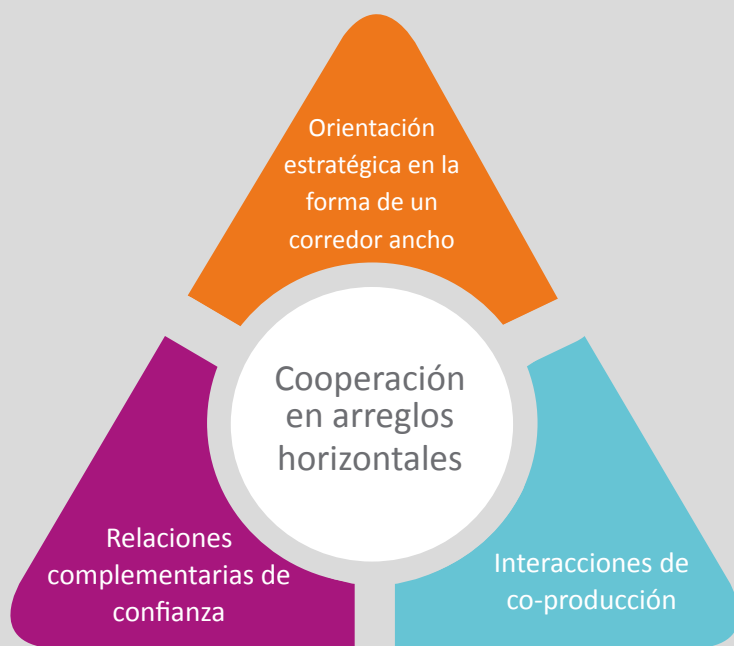 Orientación
estratégica en la
forma de un
corredor ancho
Cooperación
en arreglos
horizontales
Relaciones
complementarias de
confianza
Interacciones de
co-producción